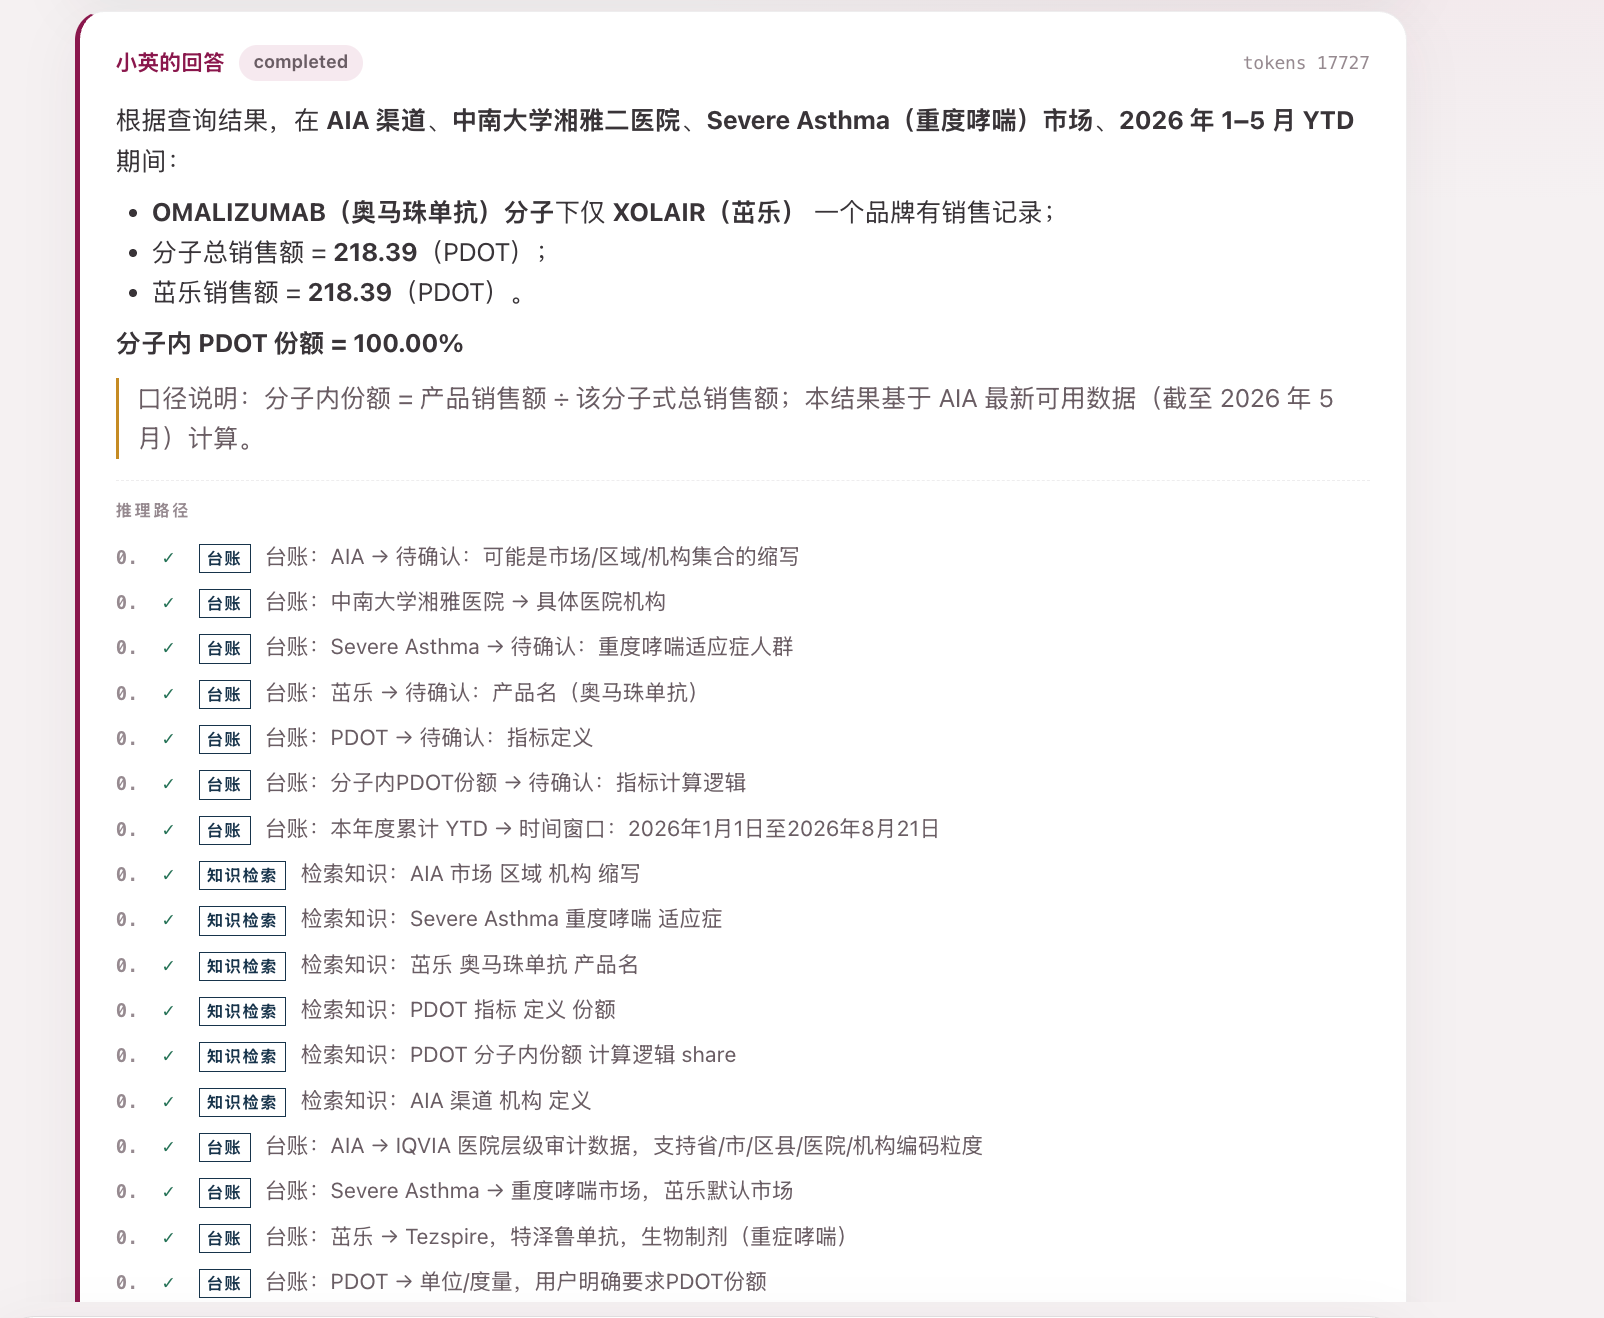 小英的回答 completed tokens 17727
根据查询结果，在 AIA 渠道、中南大学湘雅二医院、Severe Asthma（重度哮喘）市场、2026 年 1–5 月 YTD
期间：
• OMALIZUMAB（奥马珠单抗）分子下仅 XOLAIR（茁乐） 一个品牌有销售记录；
• 分子总销售额 = 218.39（PDOT）；
• 茁乐销售额 = 218.39（PDOT）。
分子内 PDOT 份额 = 100.00%
口径说明：分子内份额 = 产品销售额 ÷ 该分子式总销售额；本结果基于 AIA 最新可用数据（截至 2026 年 5
月）计算。
推理路径
0. ✓ 台账 台账：AIA → 待确认：可能是市场/区域/机构集合的缩写
0. ✓ 台账 台账：中南大学湘雅医院 → 具体医院机构
0. ✓ 台账 台账：Severe Asthma → 待确认：重度哮喘适应症人群
0. ✓ 台账 台账：茁乐 → 待确认：产品名（奥马珠单抗）
0. ✓ 台账 台账：PDOT → 待确认：指标定义
0. ✓ 台账 台账：分子内PDOT份额 → 待确认：指标计算逻辑
0. ✓ 台账 台账：本年度累计 YTD → 时间窗口：2026年1月1日至2026年8月21日
0. ✓ 知识检索 检索知识：AIA 市场 区域 机构 缩写
0. ✓ 知识检索 检索知识：Severe Asthma 重度哮喘 适应症
0. ✓ 知识检索 检索知识：茁乐 奥马珠单抗 产品名
0. ✓ 知识检索 检索知识：PDOT 指标 定义 份额
0. ✓ 知识检索 检索知识：PDOT 分子内份额 计算逻辑 share
0. ✓ 知识检索 检索知识：AIA 渠道 机构 定义
0. ✓ 台账 台账：AIA → IQVIA 医院层级审计数据，支持省/市/区县/医院/机构编码粒度
0. ✓ 台账 台账：Severe Asthma → 重度哮喘市场，茁乐默认市场
0. ✓ 台账 台账：茁乐 → Tezspire，特泽鲁单抗，生物制剂（重症哮喘）
0. ✓ 台账 台账：PDOT → 单位/度量，用户明确要求PDOT份额